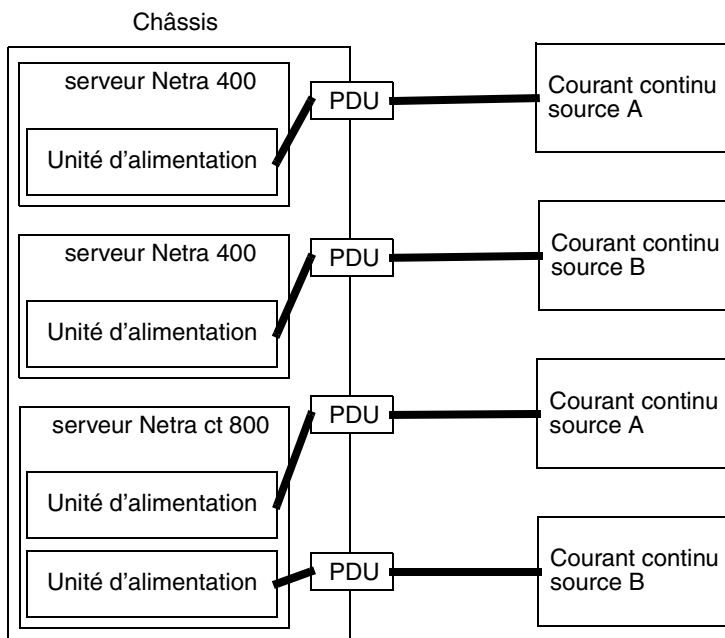 Châssis
serveur Netra 400
Unité d’alimentation
PDU
Courant continu
source A
serveur Netra 400
Unité d’alimentation
PDU
Courant continu
source B
serveur Netra ct 800
Unité d’alimentation
PDU
Courant continu
source A
Unité d’alimentation
PDU
Courant continu
source B